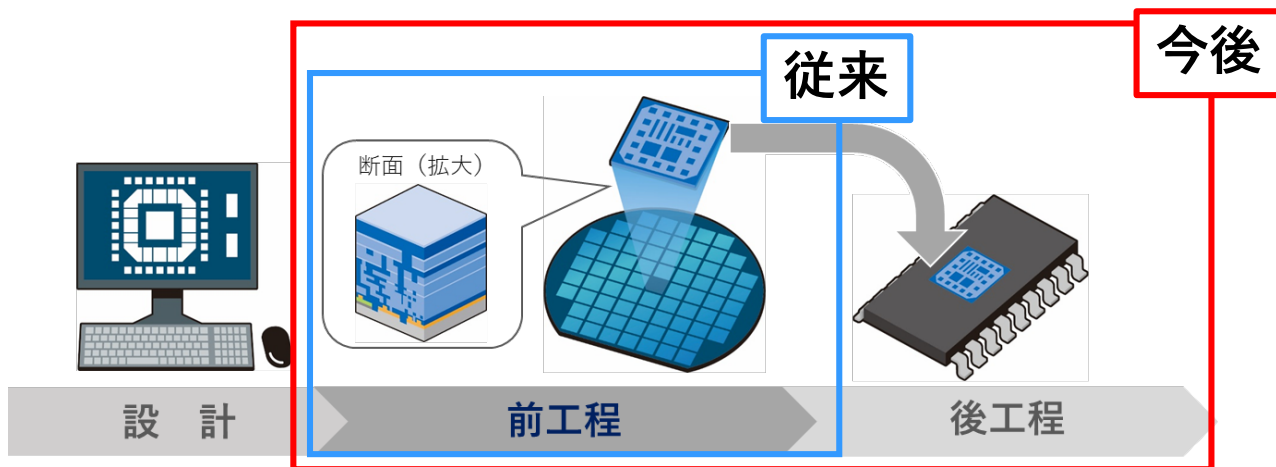 今後
従来
断面（拡大）
設　計
前工程
後工程